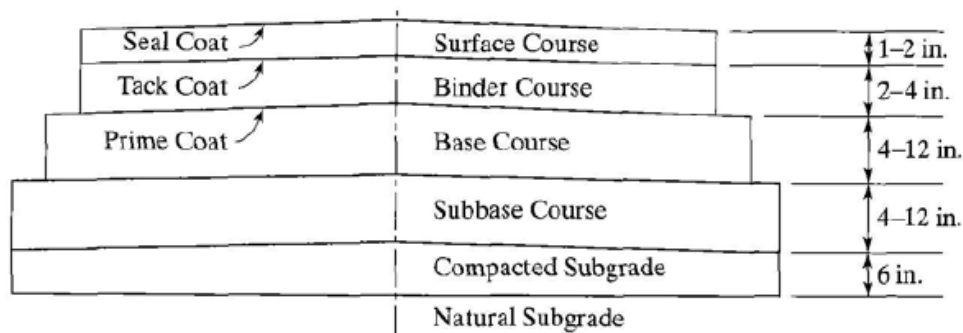 Seal Coat Surface Course 1–2 in.
Tack Coat Binder Course 2–4 in.
Prime Coat Base Course 4–12 in.
Subbase Course 4–12 in.
Compacted Subgrade 6 in.
Natural Subgrade